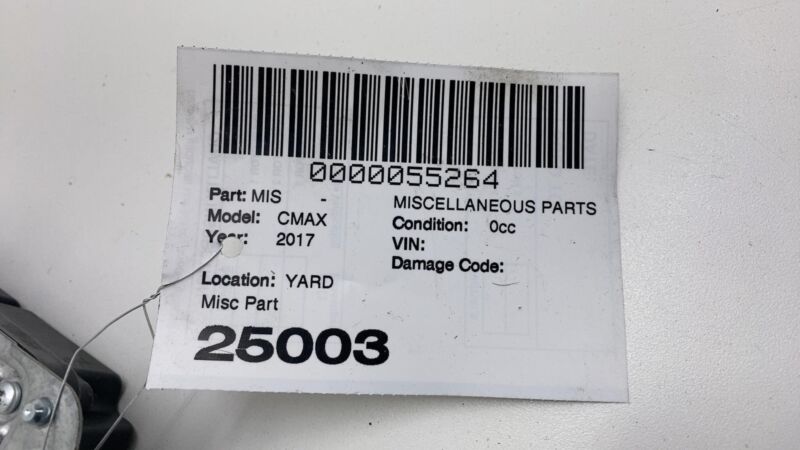 0000055264
Part: MIS - MISCELLANEOUS PARTS
Model: CMAX Condition: 0cc
Year: 2017 VIN:
Damage Code:
Location: YARD
Misc Part
25003